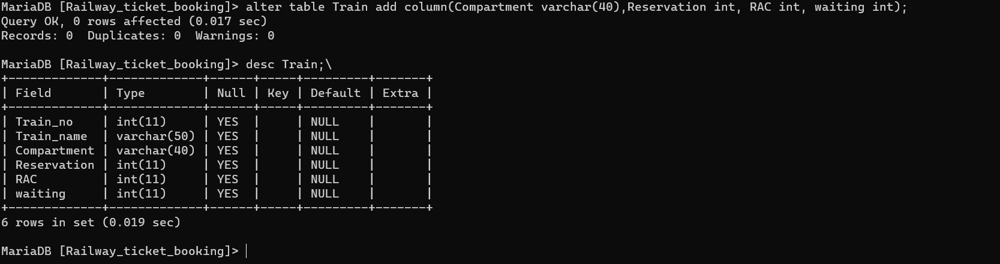 MariaDB [Railway_ticket_booking]> alter table Train add column(Compartment varchar(40),Reservation int, RAC int, waiting int);
Query OK, 0 rows affected (0.017 sec)
Records: 0  Duplicates: 0  Warnings: 0

MariaDB [Railway_ticket_booking]> desc Train;\
+-------------+-------------+------+-----+---------+-------+
| Field       | Type        | Null | Key | Default | Extra |
+-------------+-------------+------+-----+---------+-------+
| Train_no    | int(11)     | YES  |     | NULL    |       |
| Train_name  | varchar(50) | YES  |     | NULL    |       |
| Compartment | varchar(40) | YES  |     | NULL    |       |
| Reservation | int(11)     | YES  |     | NULL    |       |
| RAC         | int(11)     | YES  |     | NULL    |       |
| waiting     | int(11)     | YES  |     | NULL    |       |
+-------------+-------------+------+-----+---------+-------+
6 rows in set (0.019 sec)

MariaDB [Railway_ticket_booking]>